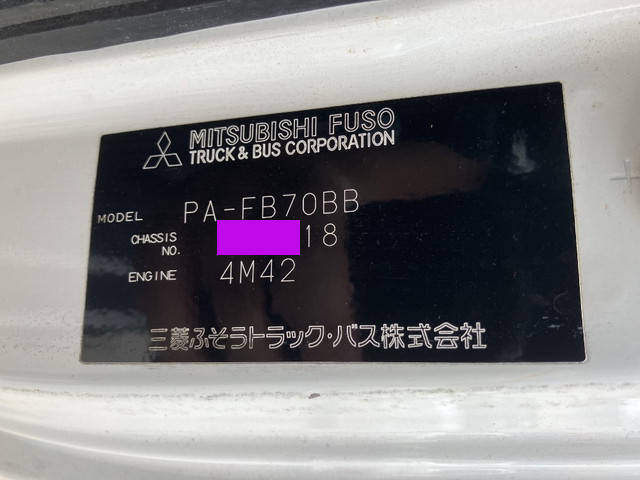 MITSUBISHI FUSO
TRUCK & BUS CORPORATION
MODEL PA-FB70BB
CHASSIS NO. 18
ENGINE 4M42
三菱ふそうトラック・バス株式会社